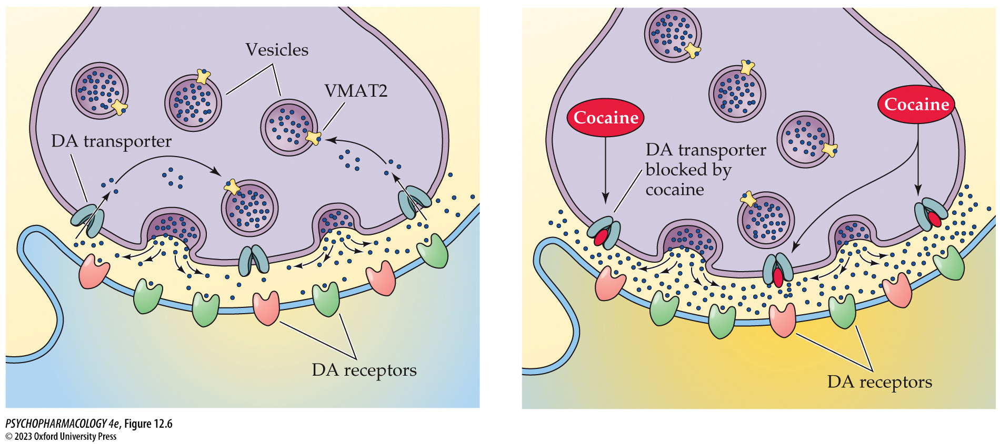 Vesicles
VMAT2
DA transporter
DA receptors
Cocaine
Cocaine
DA transporter
blocked by
cocaine
DA receptors
PSYCHOPHARMACOLOGY 4e, Figure 12.6
© 2023 Oxford University Press